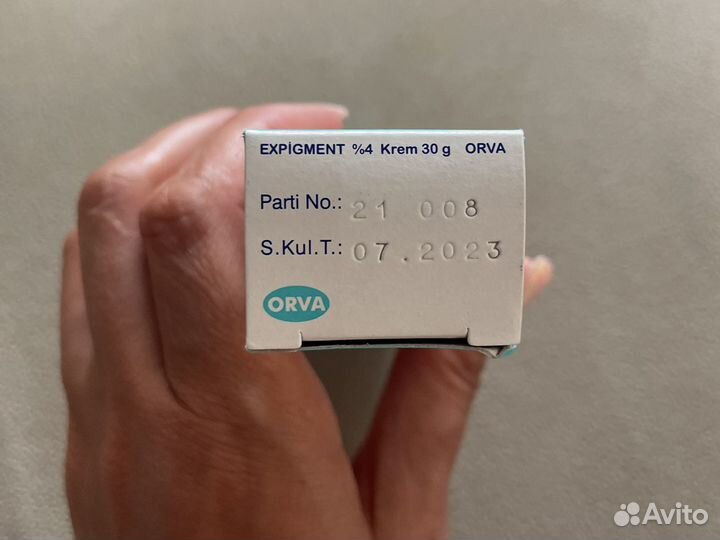 EXPİGMENT %4 Krem 30 g ORVA
Parti No.: 21 008
S.Kul.T.: 07.2023
ORVA
Avito